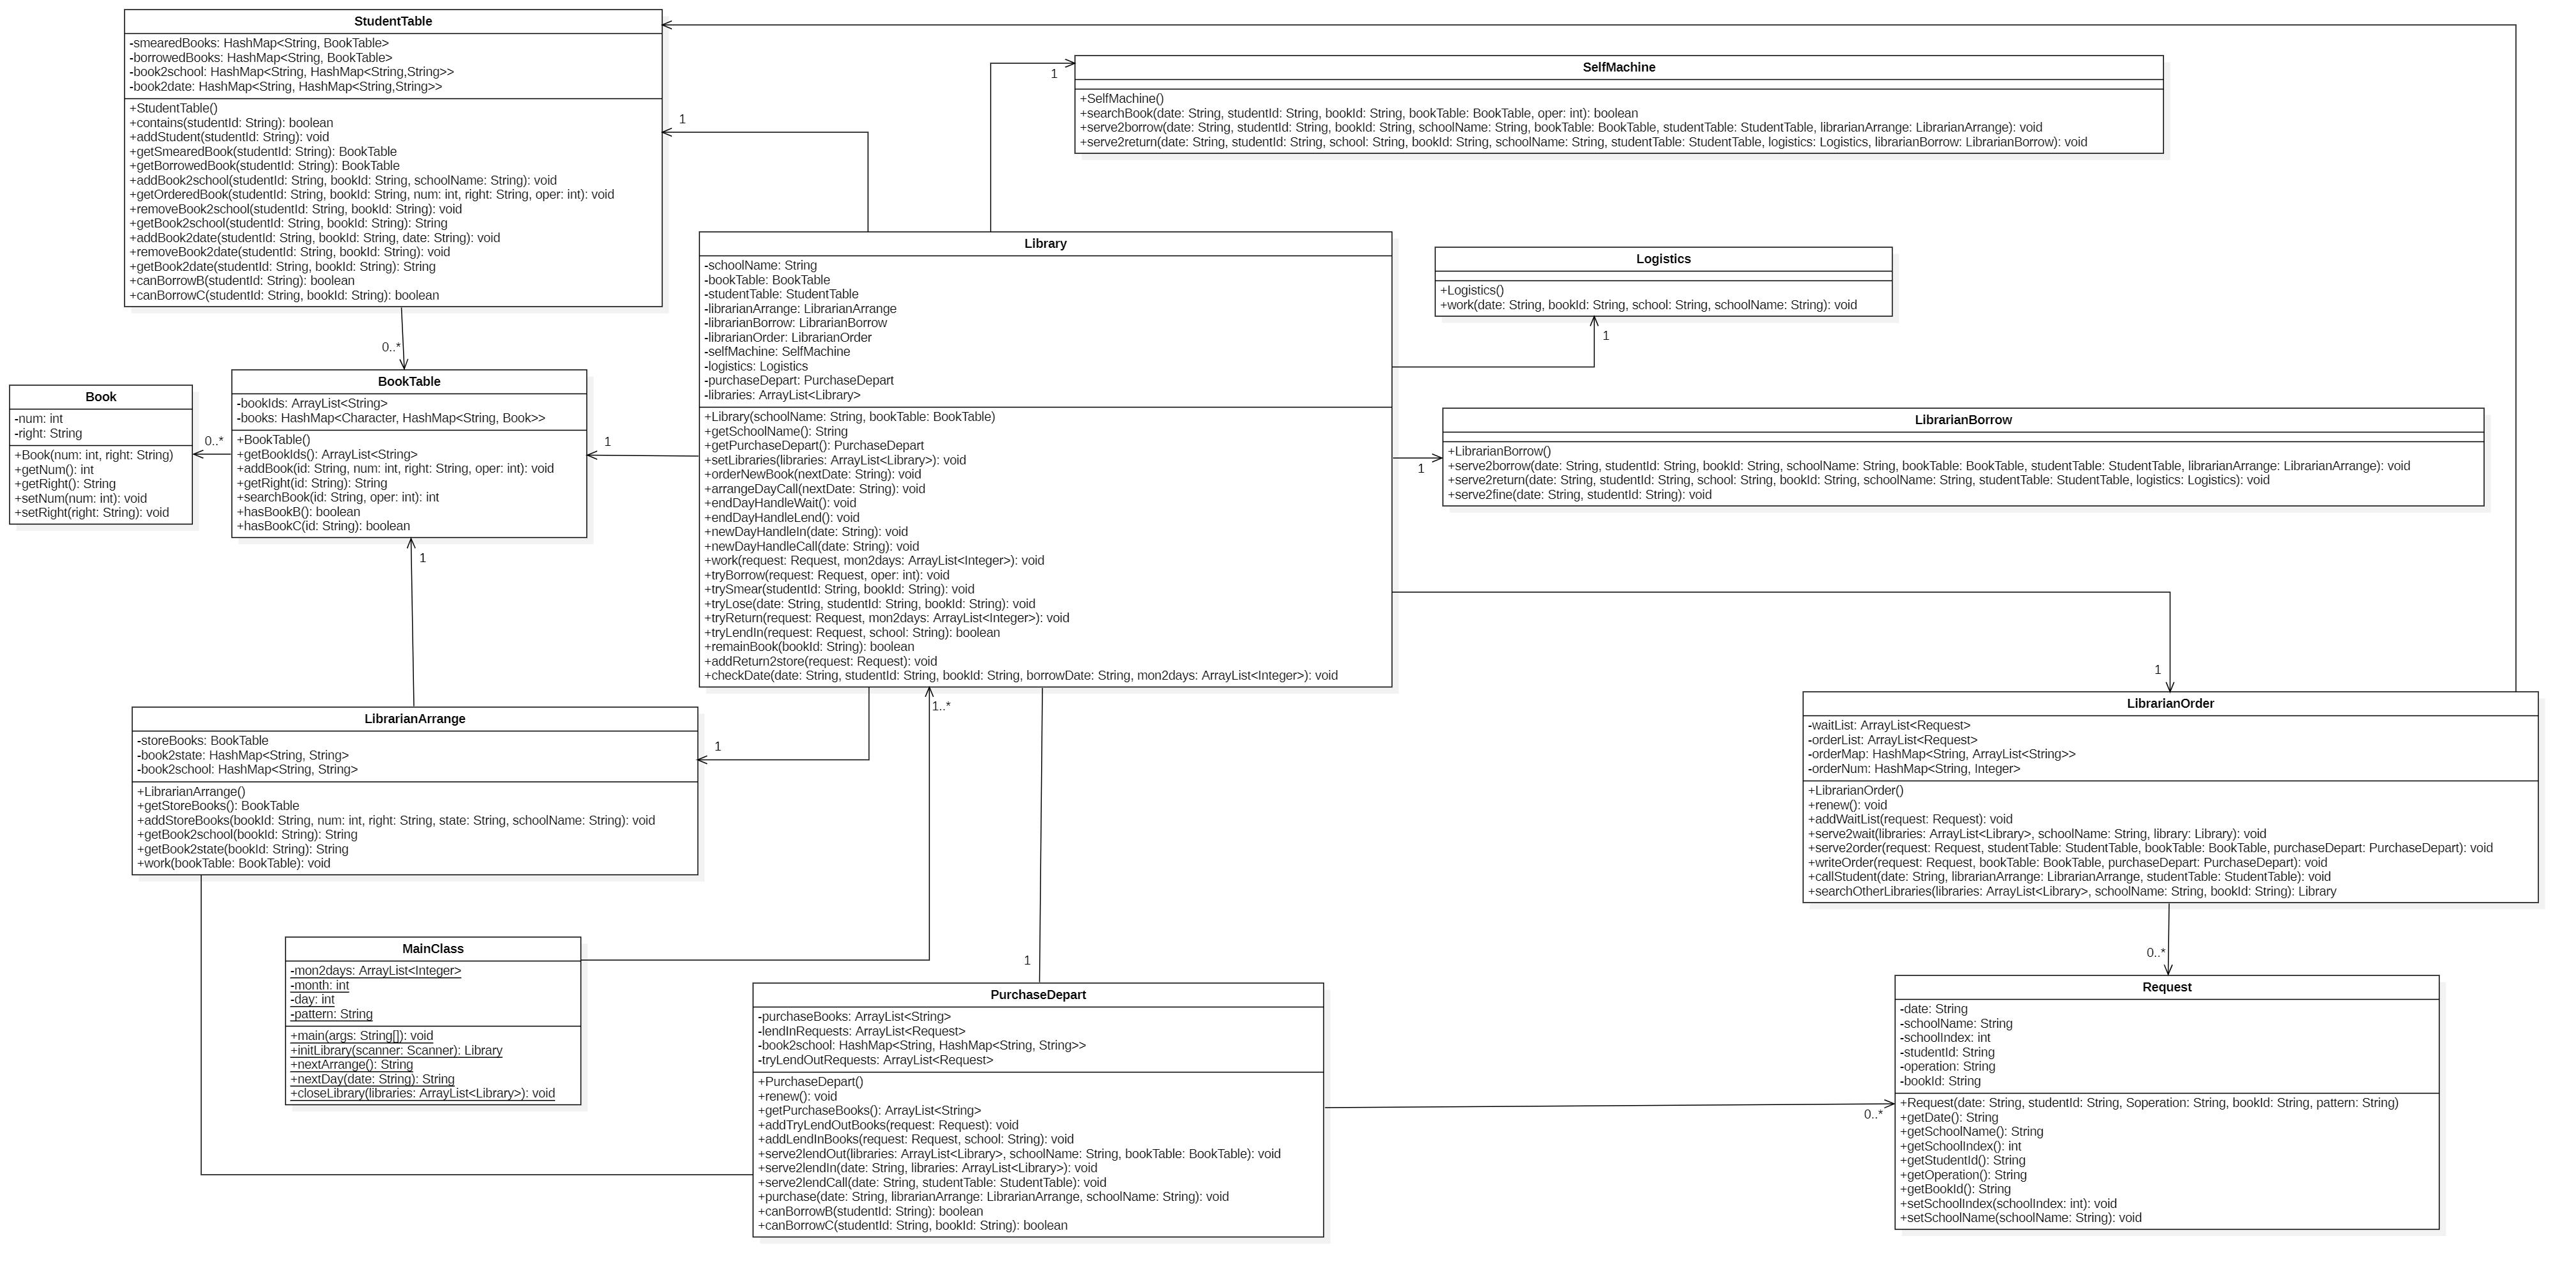 StudentTable
-smearedBooks: HashMap<String, BookTable>
-borrowedBooks: HashMap<String, BookTable>
-book2school: HashMap<String, HashMap<String,String>>
-book2date: HashMap<String, HashMap<String,String>>
+StudentTable()
+contains(studentId: String): boolean
+addStudent(studentId: String): void
+getSmearedBook(studentId: String): BookTable
+getBorrowedBook(studentId: String): BookTable
+addBook2school(studentId: String, bookId: String, schoolName: String): void
+getOrderedBook(studentId: String, bookId: String, num: int, right: String, oper: int): void
+removeBook2school(studentId: String, bookId: String): void
+getBook2school(studentId: String, bookId: String): String
+addBook2date(studentId: String, bookId: String, date: String): void
+removeBook2date(studentId: String, bookId: String): void
+getBook2date(studentId: String, bookId: String): String
+canBorrowB(studentId: String): boolean
+canBorrowC(studentId: String, bookId: String): boolean
1
1
SelfMachine
+SelfMachine()
+searchBook(date: String, studentId: String, bookId: String, bookTable: BookTable, oper: int): boolean
+serve2borrow(date: String, studentId: String, bookId: String, schoolName: String, bookTable: BookTable, studentTable: StudentTable, librarianArrange: LibrarianArrange): void
+serve2return(date: String, studentId: String, school: String, bookId: String, schoolName: String, studentTable: StudentTable, logistics: Logistics, librarianBorrow: LibrarianBorrow): void
Library
-schoolName: String
-bookTable: BookTable
-studentTable: StudentTable
-librarianArrange: LibrarianArrange
-librarianBorrow: LibrarianBorrow
-librarianOrder: LibrarianOrder
-selfMachine: SelfMachine
-logistics: Logistics
-purchaseDepart: PurchaseDepart
-libraries: ArrayList<Library>
+Library(schoolName: String, bookTable: BookTable)
+getSchoolName(): String
+getPurchaseDepart(): PurchaseDepart
+setLibraries(libraries: ArrayList<Library>): void
+orderNewBook(nextDate: String): void
+arrangeDayCall(nextDate: String): void
+endDayHandleWait(): void
+endDayHandleLend(): void
+newDayHandleIn(date: String): void
+newDayHandleCall(date: String): void
+work(request: Request, mon2days: ArrayList<Integer>): void
+tryBorrow(request: Request, oper: int): void
+trySmear(studentId: String, bookId: String): void
+tryLose(date: String, studentId: String, bookId: String): void
+tryReturn(request: Request, mon2days: ArrayList<Integer>): void
+tryLendIn(request: Request, school: String): boolean
+remainBook(bookId: String): boolean
+addReturn2store(request: Request): void
+checkDate(date: String, studentId: String, bookId: String, borrowDate: String, mon2days: ArrayList<Integer>): void
Logistics
+Logistics()
+work(date: String, bookId: String, school: String, schoolName: String): void
1
0..*
Book
-num: int
-right: String
+Book(num: int, right: String)
+getNum(): int
+getRight(): String
+setNum(num: int): void
+setRight(right: String): void
0..*
BookTable
-bookIds: ArrayList<String>
-books: HashMap<Character, HashMap<String, Book>>
+BookTable()
+getBookIds(): ArrayList<String>
+addBook(id: String, num: int, right: String, oper: int): void
+getRight(id: String): String
+searchBook(id: String, oper: int): int
+hasBookB(): boolean
+hasBookC(id: String): boolean
1
1
LibrarianBorrow
+LibrarianBorrow()
+serve2borrow(date: String, studentId: String, bookId: String, schoolName: String, bookTable: BookTable, studentTable: StudentTable, librarianArrange: LibrarianArrange): void
+serve2return(date: String, studentId: String, school: String, bookId: String, schoolName: String, studentTable: StudentTable, logistics: Logistics): void
+serve2fine(date: String, studentId: String): void
1
1
LibrarianArrange
-storeBooks: BookTable
-book2state: HashMap<String, String>
-book2school: HashMap<String, String>
+LibrarianArrange()
+getStoreBooks(): BookTable
+addStoreBooks(bookId: String, num: int, right: String, state: String, schoolName: String): void
+getBook2school(bookId: String): String
+getBook2state(bookId: String): String
+work(bookTable: BookTable): void
1
1..*
LibrarianOrder
-waitList: ArrayList<Request>
-orderList: ArrayList<Request>
-orderMap: HashMap<String, ArrayList<String>>
-orderNum: HashMap<String, Integer>
+LibrarianOrder()
+renew(): void
+addWaitList(request: Request): void
+serve2wait(libraries: ArrayList<Library>, schoolName: String, library: Library): void
+serve2order(request: Request, studentTable: StudentTable, bookTable: BookTable, purchaseDepart: PurchaseDepart): void
+writeOrder(request: Request, bookTable: BookTable, purchaseDepart: PurchaseDepart): void
+callStudent(date: String, librarianArrange: LibrarianArrange, studentTable: StudentTable): void
+searchOtherLibraries(libraries: ArrayList<Library>, schoolName: String, bookId: String): Library
MainClass
-mon2days: ArrayList<Integer>
-month: int
-day: int
-pattern: String
+main(args: String[]): void
+initLibrary(scanner: Scanner): Library
+nextArrange(): String
+nextDay(date: String): String
+closeLibrary(libraries: ArrayList<Library>): void
1
PurchaseDepart
-purchaseBooks: ArrayList<String>
-lendInRequests: ArrayList<Request>
-book2school: HashMap<String, HashMap<String, String>>
-tryLendOutRequests: ArrayList<Request>
+PurchaseDepart()
+renew(): void
+getPurchaseBooks(): ArrayList<String>
+addTryLendOutBooks(request: Request): void
+addLendInBooks(request: Request, school: String): void
+serve2lendOut(libraries: ArrayList<Library>, schoolName: String, bookTable: BookTable): void
+serve2lendIn(date: String, libraries: ArrayList<Library>): void
+serve2lendCall(date: String, studentTable: StudentTable): void
+purchase(date: String, librarianArrange: LibrarianArrange, schoolName: String): void
+canBorrowB(studentId: String): boolean
+canBorrowC(studentId: String, bookId: String): boolean
0..*
0..*
Request
-date: String
-schoolName: String
-schoolIndex: int
-studentId: String
-operation: String
-bookId: String
+Request(date: String, studentId: String, Soperation: String, bookId: String, pattern: String)
+getDate(): String
+getSchoolName(): String
+getSchoolIndex(): int
+getStudentId(): String
+getOperation(): String
+getBookId(): String
+setSchoolIndex(schoolIndex: int): void
+setSchoolName(schoolName: String): void